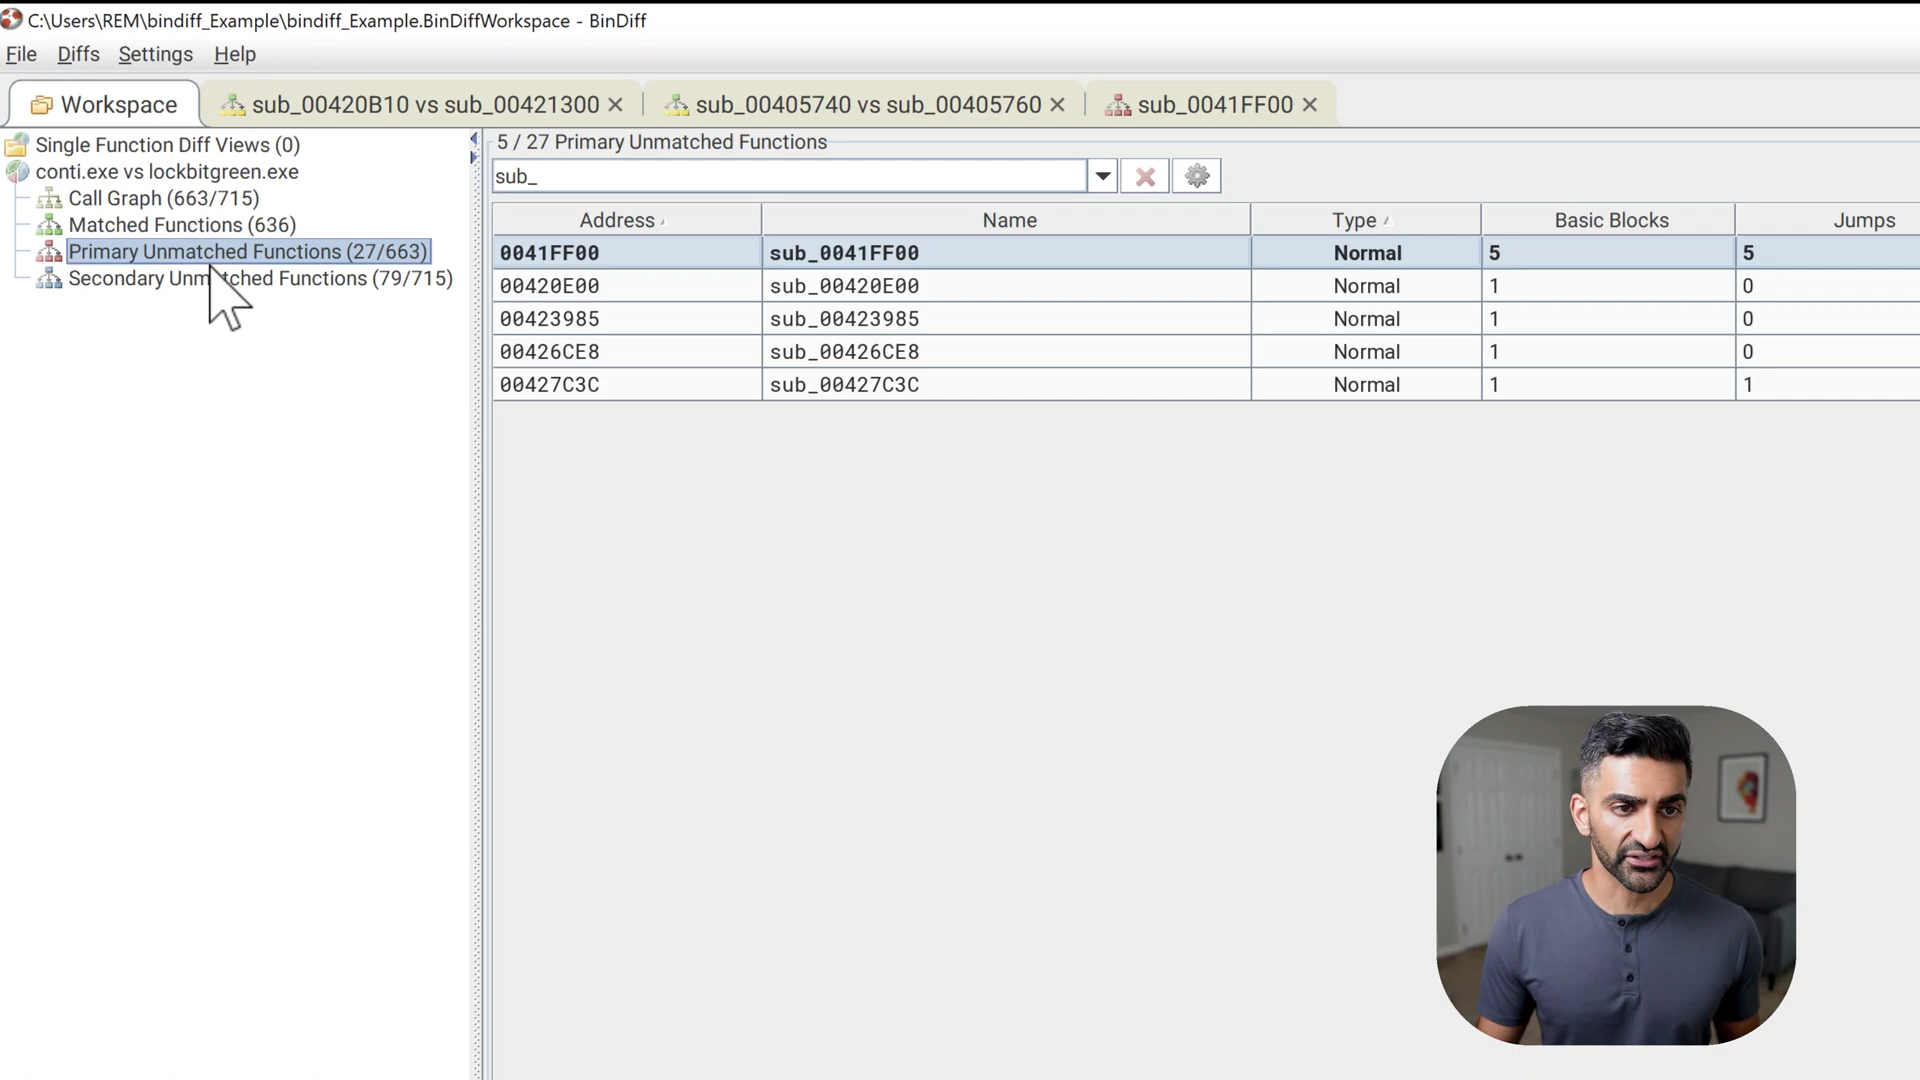 C:\Users\REM\bindiff_Example\bindiff_Example.BinDiffWorkspace - BinDiff
File Diffs Settings Help
Workspace sub_00420B10 vs sub_00421300 sub_00405740 vs sub_00405760 sub_0041FF00
Single Function Diff Views (0)
conti.exe vs lockbitgreen.exe
Call Graph (663/715)
Matched Functions (636)
Primary Unmatched Functions (27/663)
Secondary Unmatched Functions (79/715)
5 / 27 Primary Unmatched Functions
sub_
Address Name Type Basic Blocks Jumps
0041FF00 sub_0041FF00 Normal 5 5
00420E00 sub_00420E00 Normal 1 0
00423985 sub_00423985 Normal 1 0
00426CE8 sub_00426CE8 Normal 1 0
00427C3C sub_00427C3C Normal 1 1